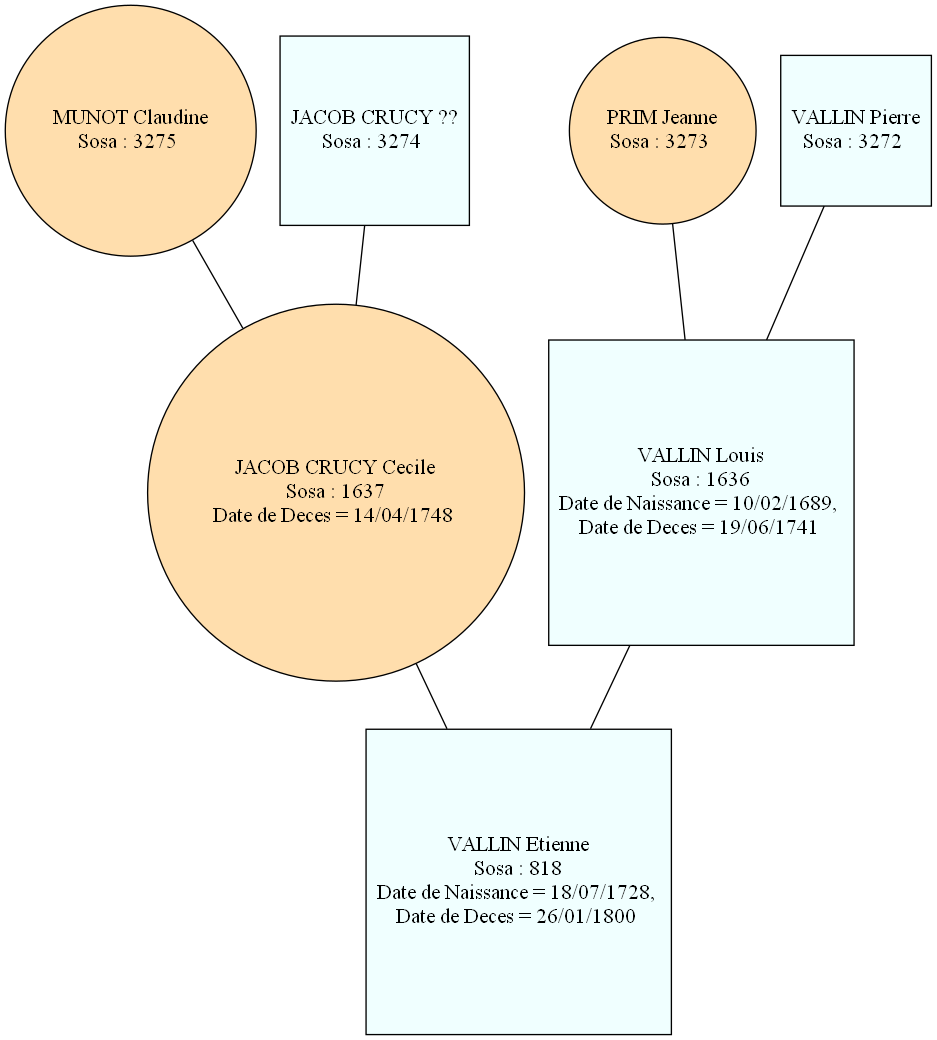 MUNOT Claudine
Sosa : 3275
JACOB CRUCY ??
Sosa : 3274
PRIM Jeanne
Sosa : 3273
VALLIN Pierre
Sosa : 3272
JACOB CRUCY Cecile
Sosa : 1637
Date de Deces = 14/04/1748
VALLIN Louis
Sosa : 1636
Date de Naissance = 10/02/1689,
Date de Deces = 19/06/1741
VALLIN Etienne
Sosa : 818
Date de Naissance = 18/07/1728,
Date de Deces = 26/01/1800